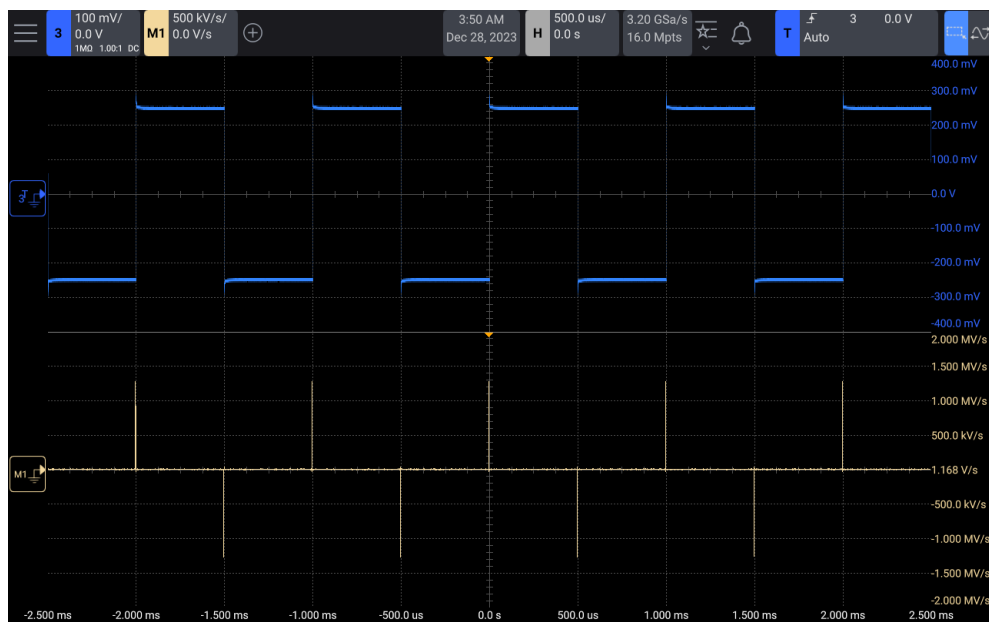 3
100 mV/
0.0 V
1MΩ 1.00:1 DC
M1
500 kV/s/
0.0 V/s
3:50 AM
Dec 28, 2023
H
500.0 us/
0.0 s
3.20 GSa/s
16.0 Mpts
T
3 0.0 V
Auto
400.0 mV
300.0 mV
200.0 mV
100.0 mV
0.0 V
-100.0 mV
-200.0 mV
-300.0 mV
-400.0 mV
T
3
2.000 MV/s
1.500 MV/s
1.000 MV/s
500.0 kV/s
1.168 V/s
-500.0 kV/s
-1.000 MV/s
-1.500 MV/s
-2.000 MV/s
M1
-2.500 ms -2.000 ms -1.500 ms -1.000 ms -500.0 us 0.0 s 500.0 us 1.000 ms 1.500 ms 2.000 ms 2.500 ms